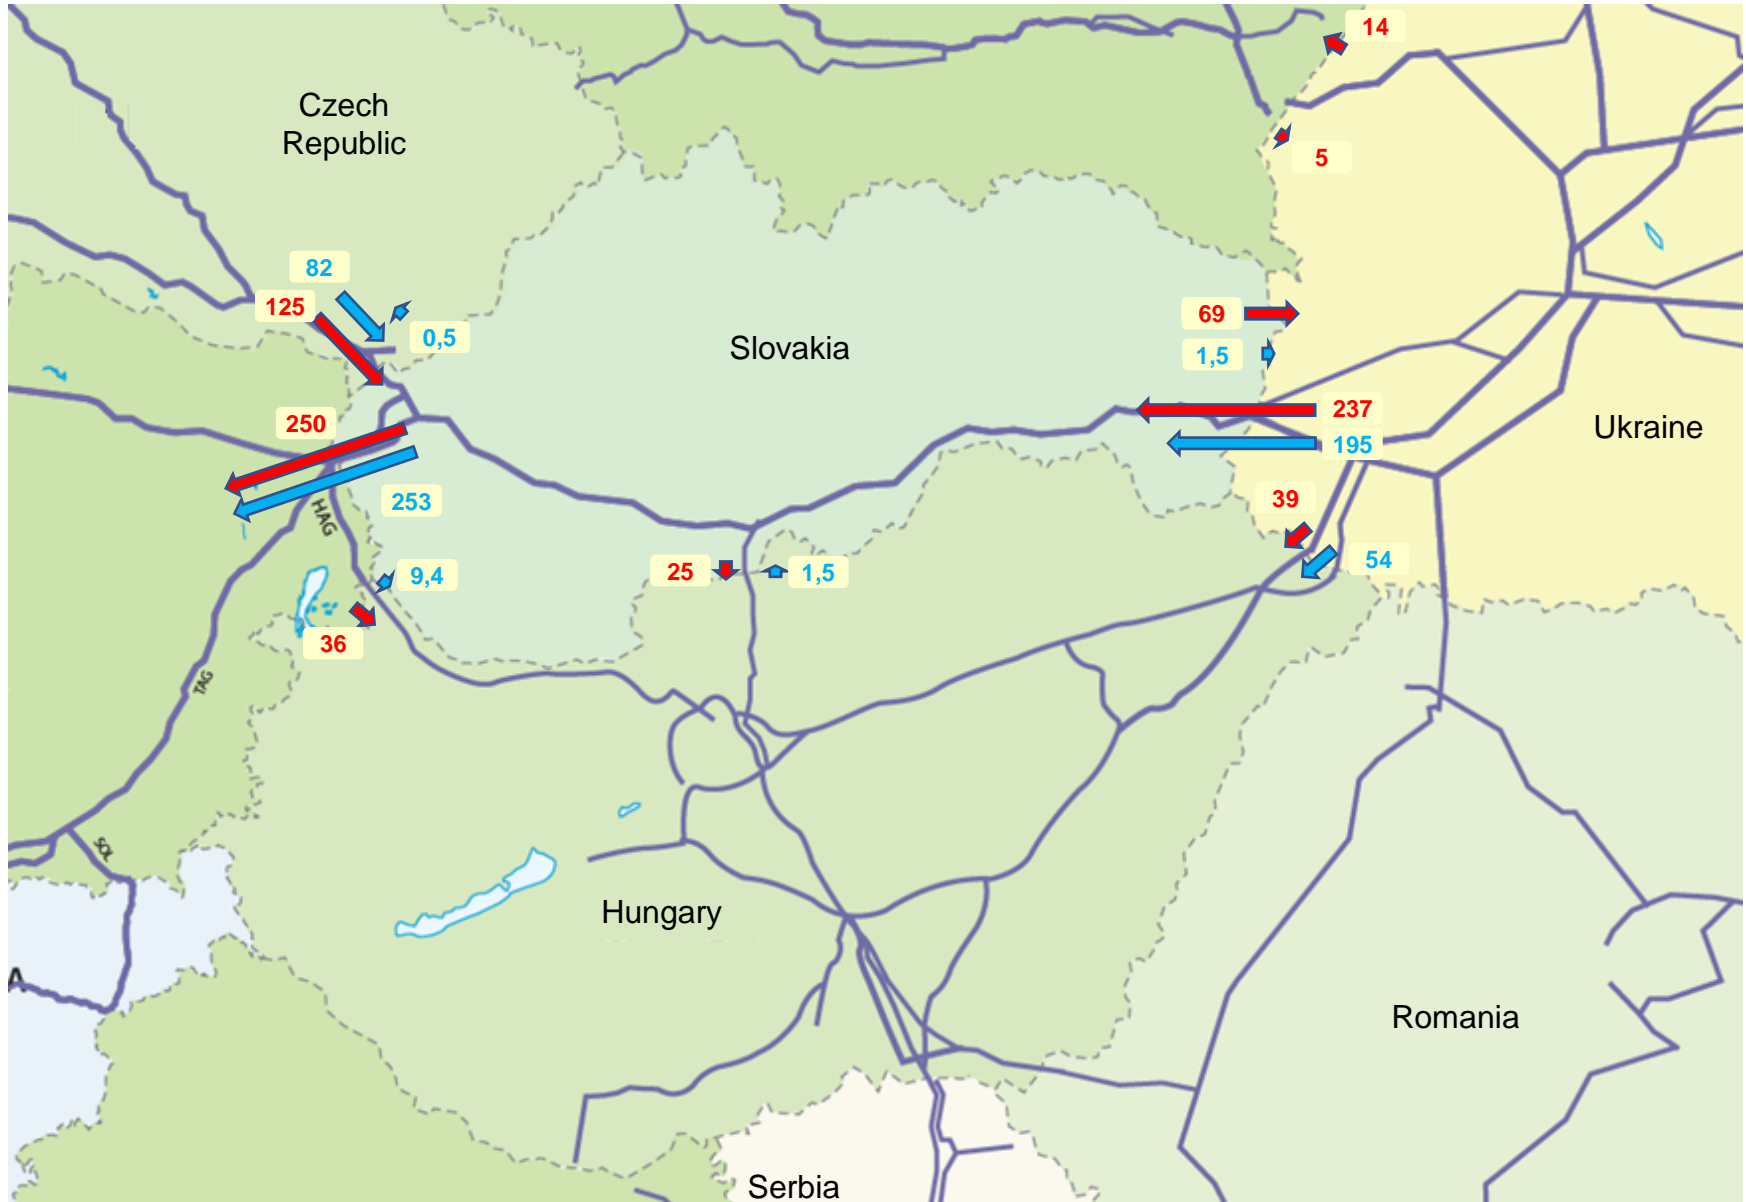 14
Czech
Republic
5
82
125
0,5
69
1,5
Slovakia
250
237
195
Ukraine
253
HAG
39
54
9,4
25
1,5
36
TAG
SOL
Hungary
A
Romania
Serbia